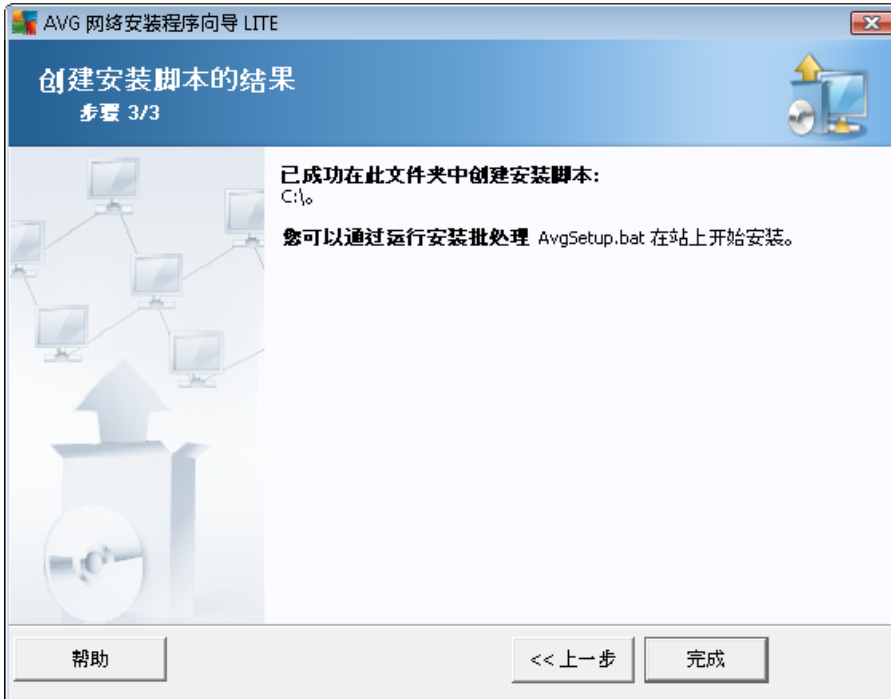 AVG 网络安装程序向导 LITE
创建安装脚本的结果
步骤 3/3
已成功在此文件夹中创建安装脚本:
C:\。
您可以通过运行安装批处理 AvgSetup.bat 在站上开始安装。
帮助
<< 上一步
完成